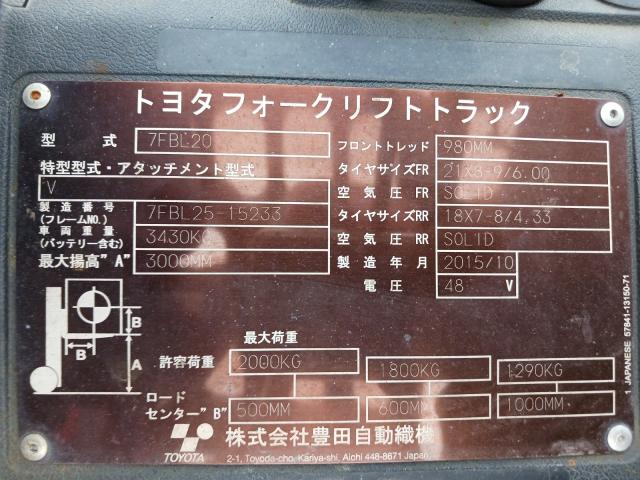 トヨタフォークリフトトラック
型 式 7FBL20 フロントトレッド 980MM
特型型式・アタッチメント型式 タイヤサイズFR 21X8-9/6.00
V 空気圧FR SOLID
製造番号 (フレームNO.) 7FBL25-15233 タイヤサイズRR 18X7-8/4.33
車両重量 (バッテリー含む) 3430KG 空気圧RR SOLID
最大揚高"A" 3000MM 製造年月 2015/10
電圧 48 V
B
B
A
最大荷重
許容荷重 2000KG 1800KG 1290KG
ロード
センター"B" 500MM 600MM 1000MM
TOYOTA 株式会社豊田自動織機
2-1, Toyoda-cho, Kariya-shi, Aichi 448-8671 Japan
1 JAPANESE 57841-13150-71